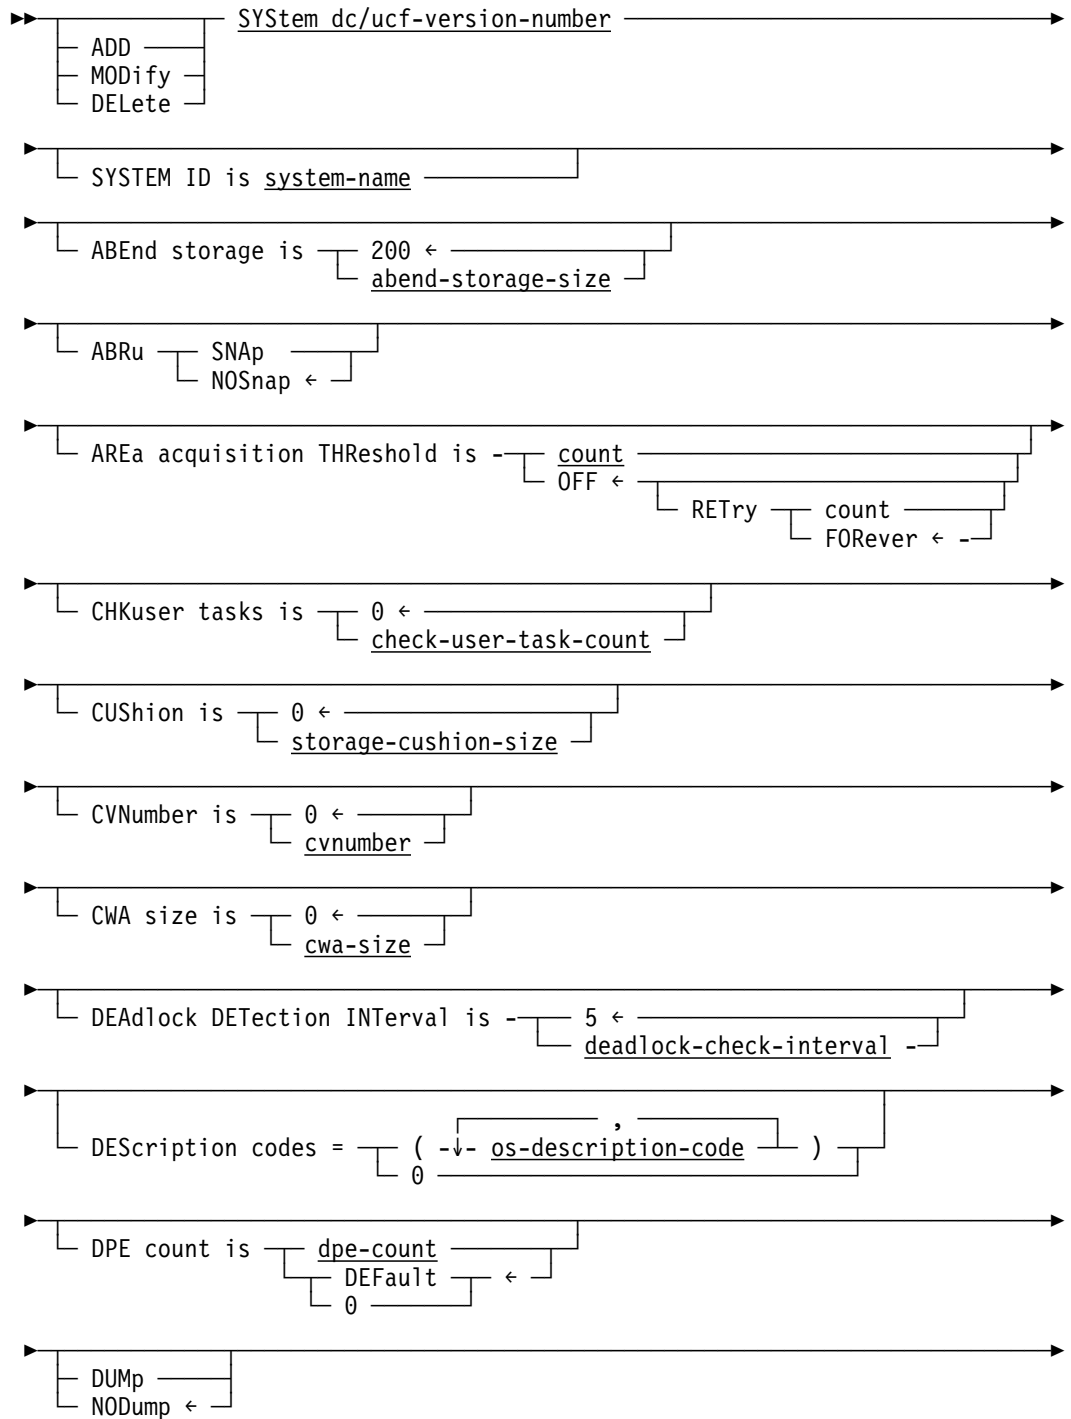 SYStem dc/ucf-version-number
ADD
MODify
DELete
SYSTEM ID is system-name
ABEnd storage is 200 ←
abend-storage-size
ABRu SNAp
NOSnap ←
AREa acquisition THReshold is count
OFF ←
RETry count
FORever ←
CHKuser tasks is 0 ←
check-user-task-count
CUShion is 0 ←
storage-cushion-size
CVNumber is 0 ←
cvnumber
CWA size is 0 ←
cwa-size
DEAdlock DETection INTerval is 5 ←
deadlock-check-interval
,
DEScription codes = ( os-description-code )
0
DPE count is dpe-count
DEFault ←
0
DUMp
NODump ←